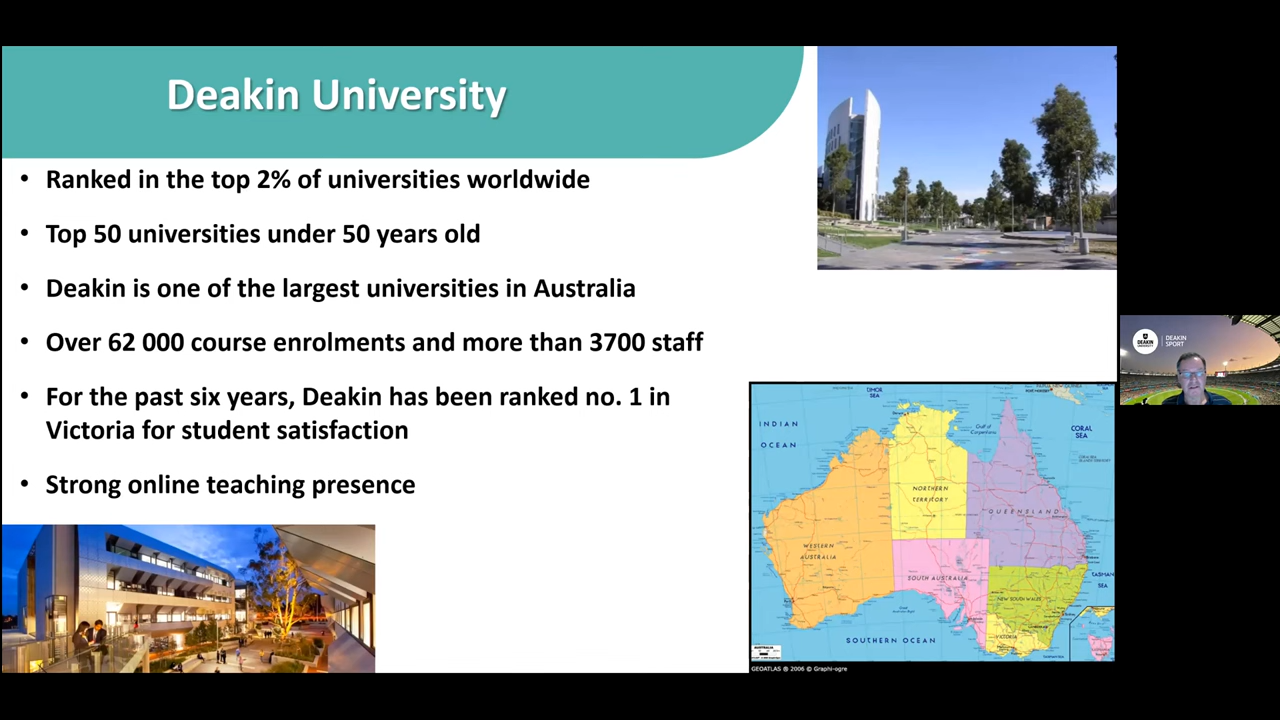 Deakin University
• Ranked in the top 2% of universities worldwide
• Top 50 universities under 50 years old
• Deakin is one of the largest universities in Australia
• Over 62 000 course enrolments and more than 3700 staff
• For the past six years, Deakin has been ranked no. 1 in
Victoria for student satisfaction
• Strong online teaching presence
DEAKIN
UNIVERSITY
DEAKIN
SPORT
INDIAN
OCEAN
CORAL
SEA
NORTHERN
TERRITORY
QUEENSLAND
WESTERN
AUSTRALIA
SOUTH AUSTRALIA
TASMAN
SEA
NEW SOUTH WALES
VICTORIA
SOUTHERN OCEAN
AUSTRALIA
GEOATLAS ® 2006 © Graphi-ogre